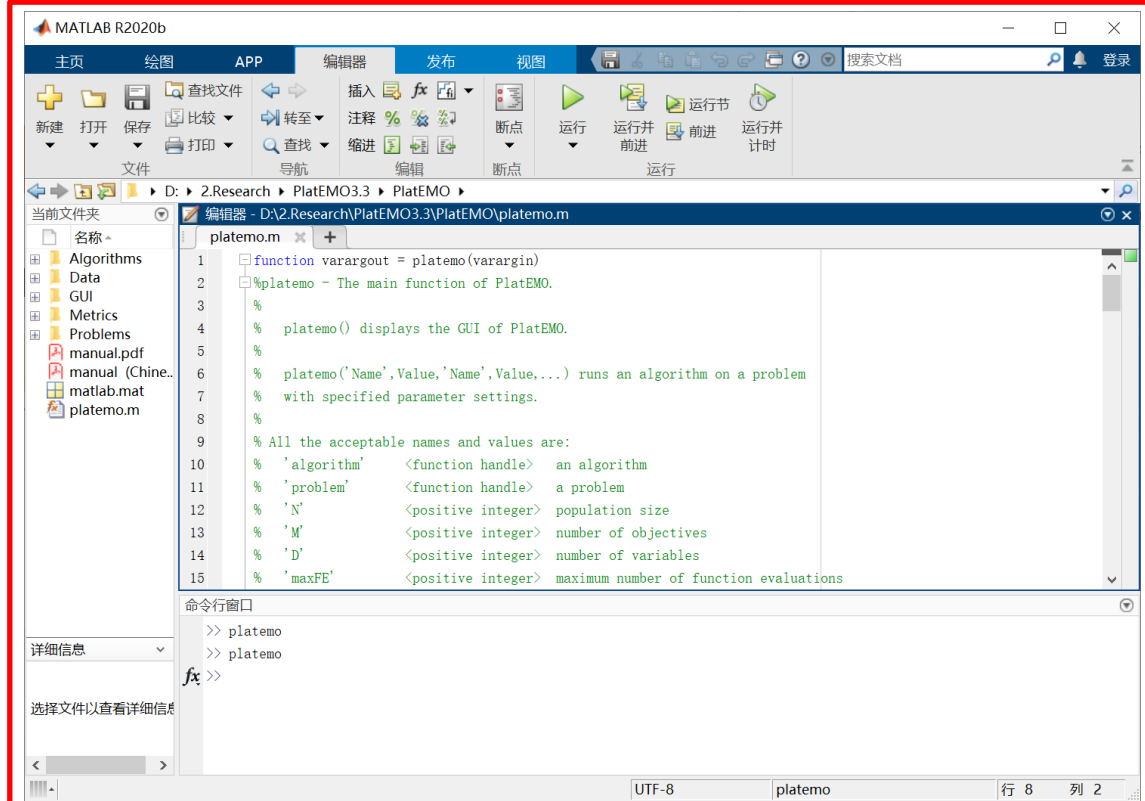 MATLAB R2020b
主页 绘图 APP 编辑器 发布 视图 搜索文档 登录
新建 打开 保存 查找文件 比较 打印 转至 查找 插入 fx 注释 缩进 断点 运行 运行并前进 运行节 前进 运行并计时
文件 导航 编辑 断点 运行
D: 2.Research PlatEMO3.3 PlatEMO
当前文件夹
名称
Algorithms
Data
GUI
Metrics
Problems
manual.pdf
manual (Chine..
matlab.mat
platemo.m
编辑器 - D:\2.Research\PlatEMO3.3\PlatEMO\platemo.m
platemo.m
1 function varargout = platemo(varargin)
2 %platemo - The main function of PlatEMO.
3 %
4 % platemo() displays the GUI of PlatEMO.
5 %
6 % platemo('Name',Value,'Name',Value,...) runs an algorithm on a problem
7 % with specified parameter settings.
8 %
9 % All the acceptable names and values are:
10 % 'algorithm' <function handle> an algorithm
11 % 'problem' <function handle> a problem
12 % 'N' <positive integer> population size
13 % 'M' <positive integer> number of objectives
14 % 'D' <positive integer> number of variables
15 % 'maxFE' <positive integer> maximum number of function evaluations
命令行窗口
>> platemo
>> platemo
fx >>
详细信息
选择文件以查看详细信息
UTF-8 platemo 行 8 列 2